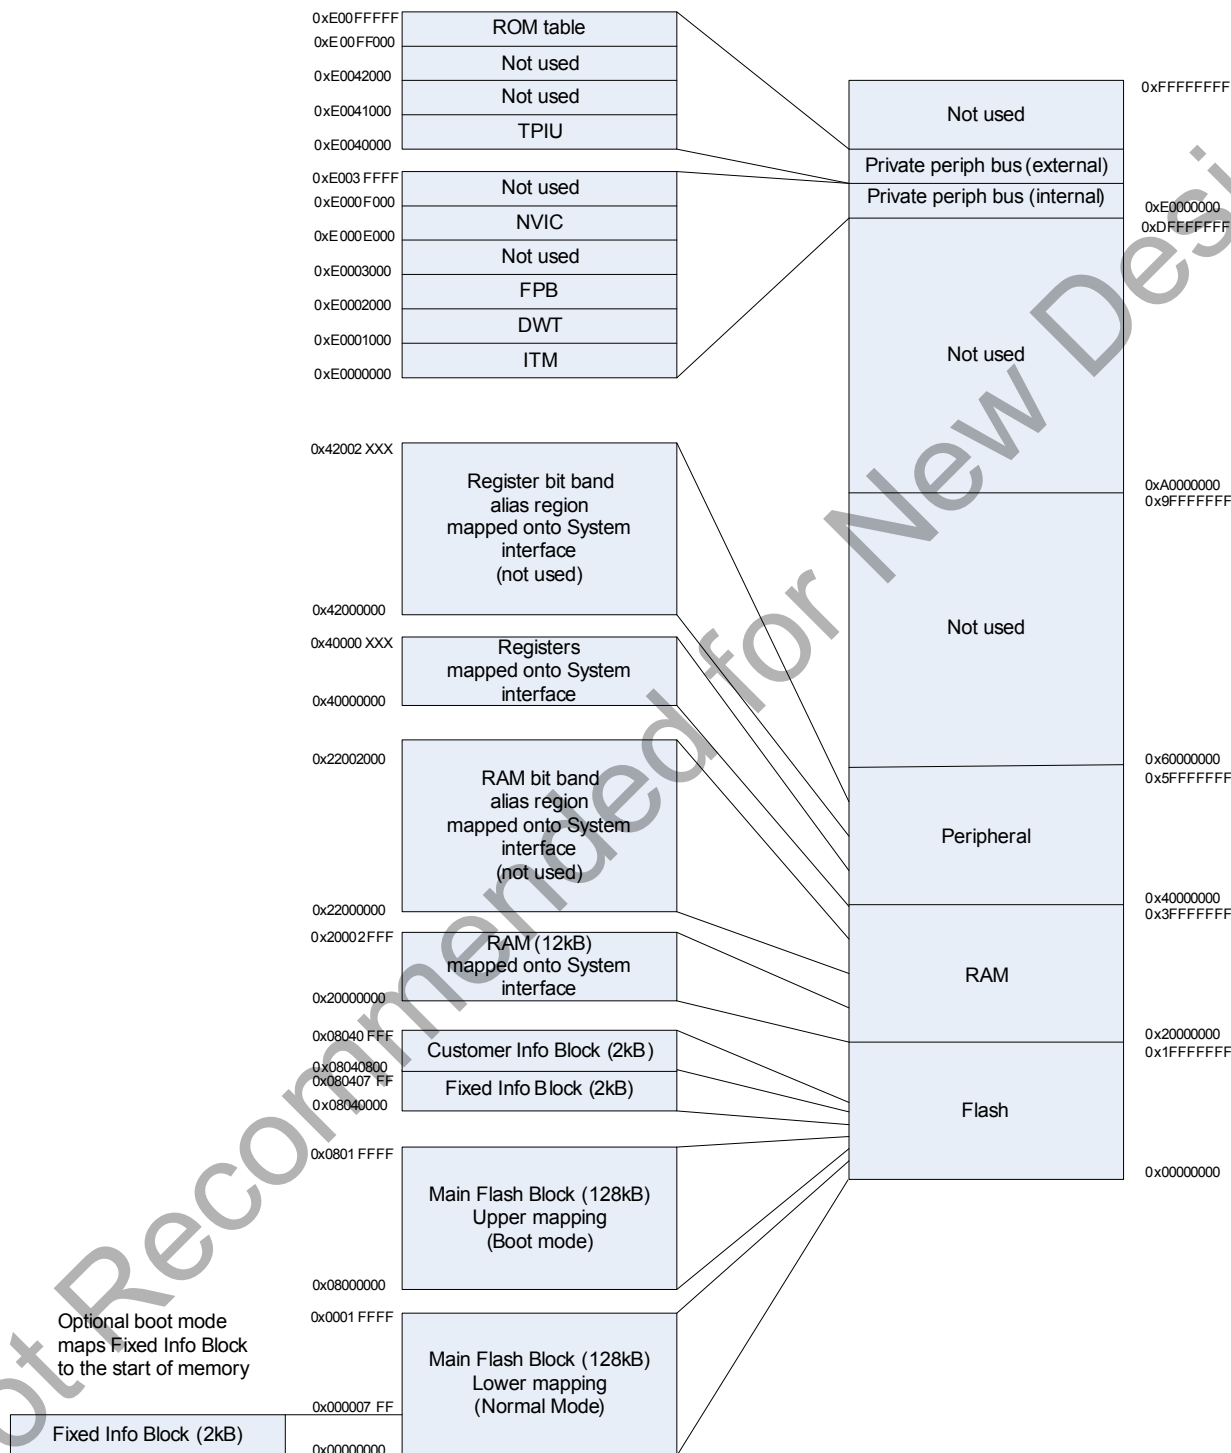 0xE00FFFFF
ROM table
0xE00FF000
Not used
0xE0042000
Not used
0xE0041000
TPIU
0xE0040000
0xE003FFFF
Not used
0xE000F000
NVIC
0xE000E000
Not used
0xE0003000
FPB
0xE0002000
DWT
0xE0001000
ITM
0xE0000000
0x42002XXX
Register bit band
alias region
mapped onto System
interface
(not used)
0x42000000
0x40000XXX
Registers
mapped onto System
interface
0x40000000
0x22002000
RAM bit band
alias region
mapped onto System
interface
(not used)
0x22000000
0x20002FFF
RAM (12kB)
mapped onto System
interface
0x20000000
0x08040FFF
Customer Info Block (2kB)
0x08040800
0x080407FF
Fixed Info Block (2kB)
0x08040000
0x0801FFFF
Main Flash Block (128kB)
Upper mapping
(Boot mode)
0x08000000
Optional boot mode
maps Fixed Info Block
to the start of memory
0x0001FFFF
Main Flash Block (128kB)
Lower mapping
(Normal Mode)
0x000007FF
Fixed Info Block (2kB)
0x00000000
0xFFFFFFFF
Not used
Private periph bus (external)
Private periph bus (internal)
0xE0000000
0xDFFFFFFF
Not used
0xA0000000
0x9FFFFFFF
Not used
0x60000000
0x5FFFFFFF
Peripheral
0x40000000
0x3FFFFFFF
RAM
0x20000000
0x1FFFFFFF
Flash
0x00000000
Recommended for New